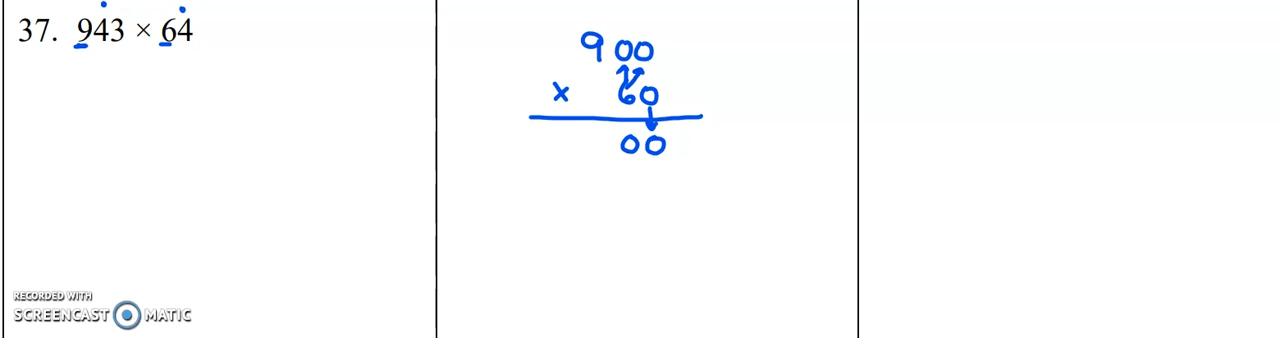 37. 943 × 64
900
x 60
00
RECORDED WITH
SCREENCAST MATIC